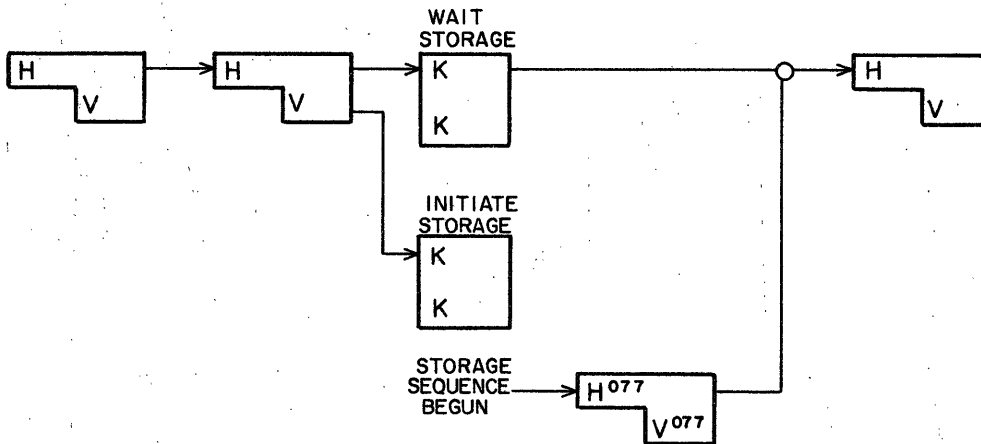 WAIT
STORAGE
H
V
H
V
K
K
H
V
INITIATE
STORAGE
K
K
STORAGE
SEQUENCE
BEGUN
H077
V077